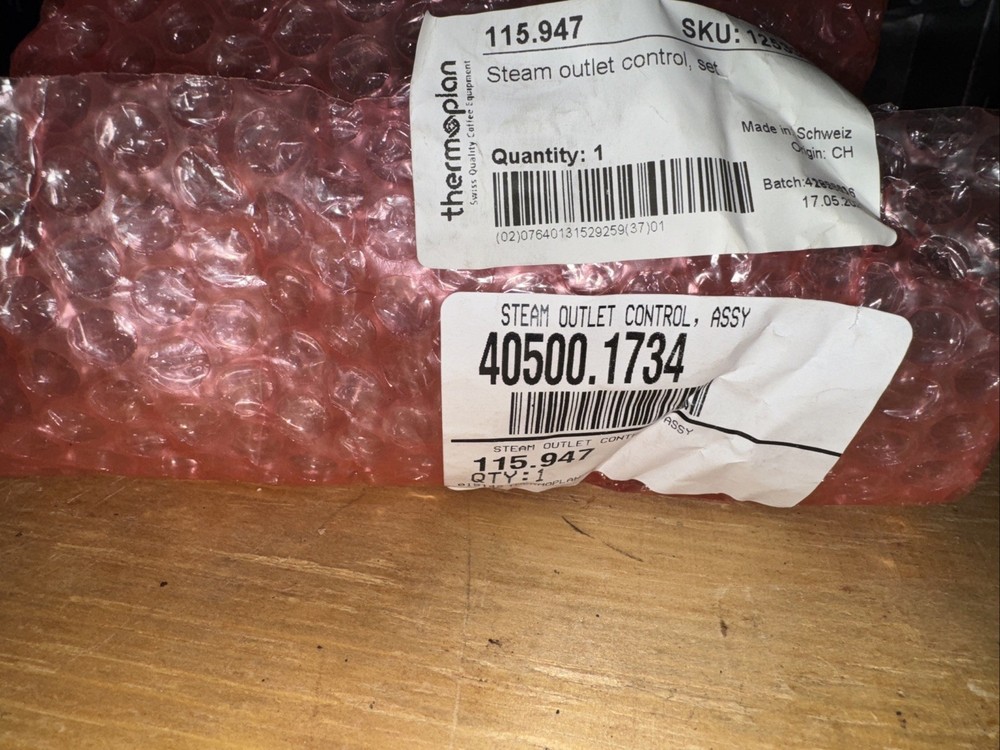 115.947 SKU:
Steam outlet control, set
thermoplan
Swiss Quality Coffee Equipment
Made in Schweiz
Origin: CH
Quantity: 1
Batch:
17.05.
(02)07640131529259(37)01
STEAM OUTLET CONTROL, ASSY
40500.1734
STEAM OUTLET ASSY
115.947
QTY:1